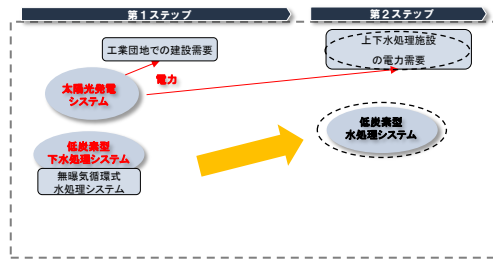 第１ステップ
第２ステップ
工業団地での建設需要
上下水処理施設
の電力需要
電力
太陽光発電
システム
低炭素型
水処理システム
低炭素型
下水処理システム
無曝気循環式
水処理システム